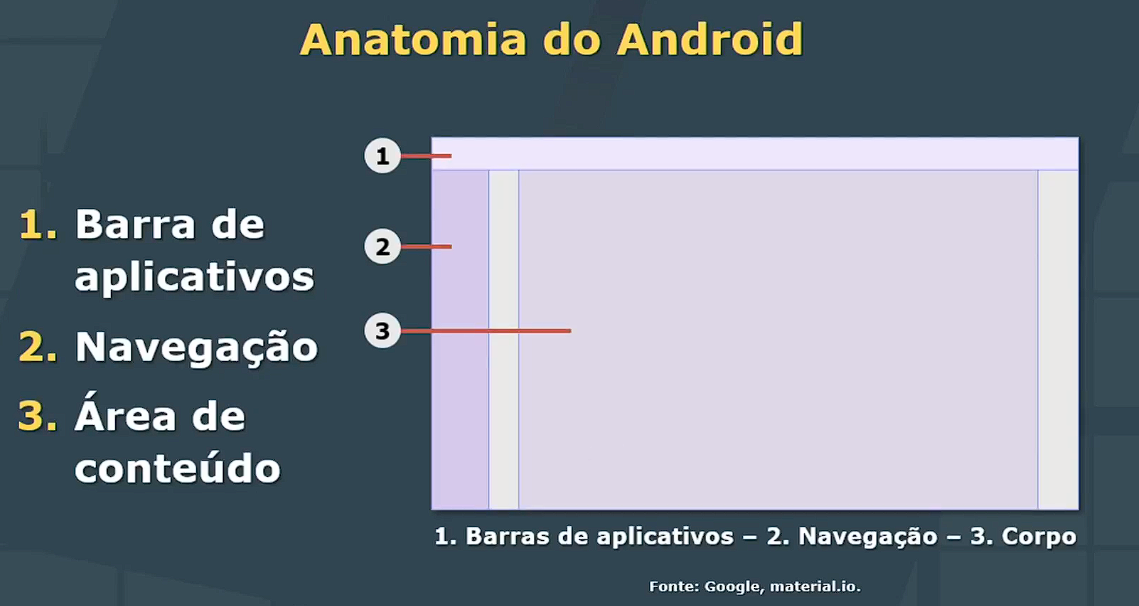 Anatomia do Android
1. Barra de
aplicativos
2. Navegação
3. Área de
conteúdo
1
2
3
1. Barras de aplicativos – 2. Navegação – 3. Corpo
Fonte: Google, material.io.